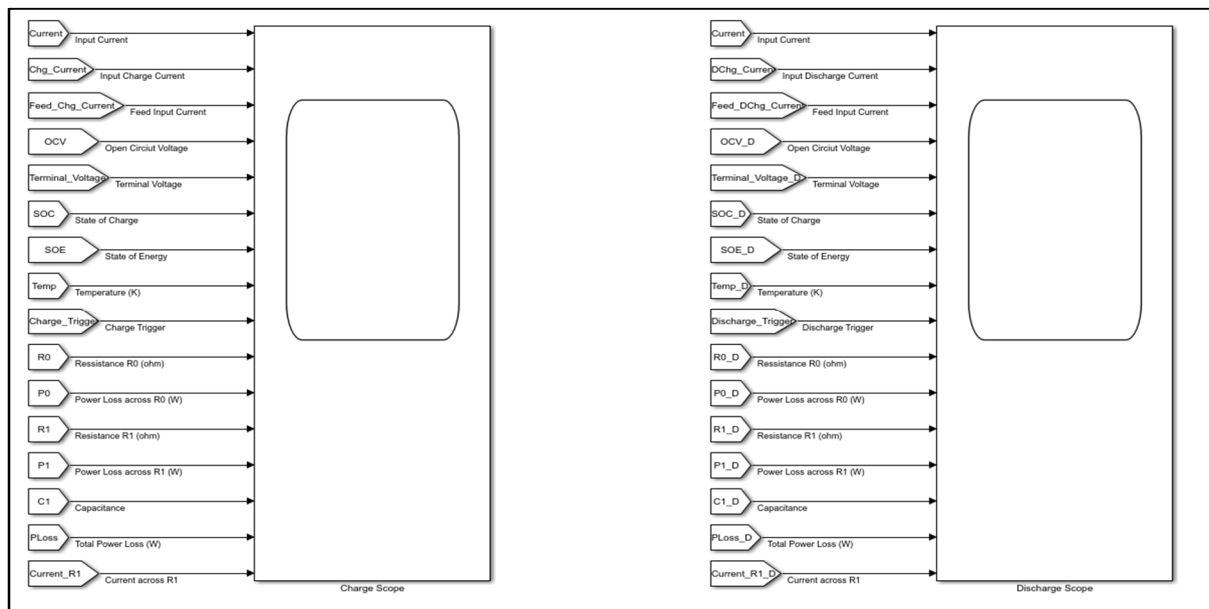 Current
Input Current
Chg_Current
Input Charge Current
Feed_Chg_Current
Feed Input Current
OCV
Open Circiut Voltage
Terminal_Voltage
Terminal Voltage
SOC
State of Charge
SOE
State of Energy
Temp
Temperature (K)
Charge_Trigger
Charge Trigger
R0
Ressistance R0 (ohm)
P0
Power Loss across R0 (W)
R1
Resistance R1 (ohm)
P1
Power Loss across R1 (W)
C1
Capacitance
PLoss
Total Power Loss (W)
Current_R1
Current across R1
Charge Scope
Current
Input Current
DChg_Current
Input Discharge Current
Feed_DChg_Current
Feed Input Current
OCV_D
Open Circiut Voltage
Terminal_Voltage_D
Terminal Voltage
SOC_D
State of Charge
SOE_D
State of Energy
Temp_D
Temperature (K)
Discharge_Trigger
Discharge Trigger
R0_D
Ressistance R0 (ohm)
P0_D
Power Loss across R0 (W)
R1_D
Resistance R1 (ohm)
P1_D
Power Loss across R1 (W)
C1_D
Capacitance
PLoss_D
Total Power Loss (W)
Current_R1_D
Current across R1
Discharge Scope